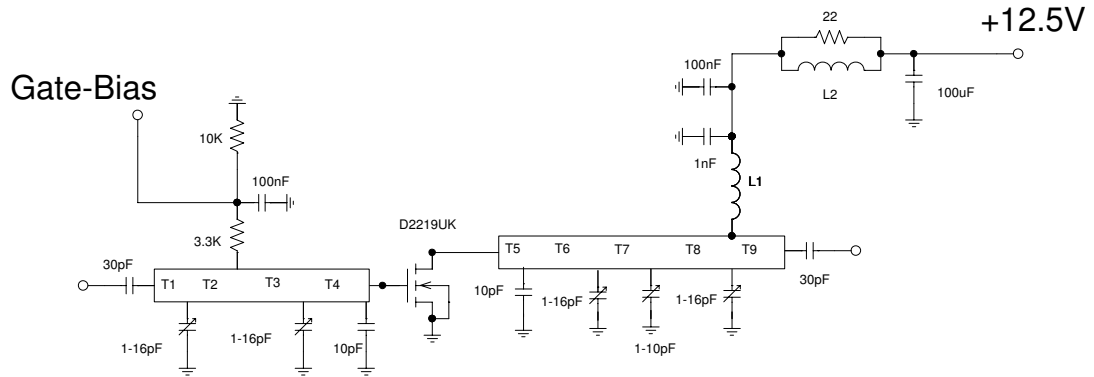 +12.5V
22
L2
100uF
100nF
1nF
L1
Gate-Bias
10K
100nF
3.3K
D2219UK
30pF
T1 T2 T3 T4
T5 T6 T7 T8 T9
30pF
1-16pF
1-16pF
10pF
10pF
1-16pF
1-10pF
1-16pF